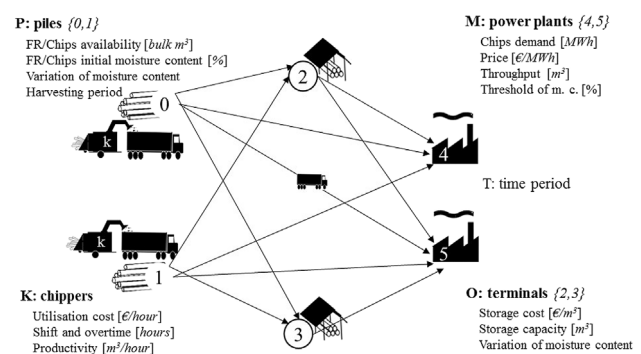 P: piles {0,1}
FR/Chips availability [bulk m³]
FR/Chips initial moisture content [%]
Variation of moisture content
Harvesting period
0
k
2
M: power plants {4,5}
Chips demand [MWh]
Price [€/MWh]
Throughput [m³]
Threshold of m. c. [%]
4
T: time period
k
1
5
K: chippers
Utilisation cost [€/hour]
Shift and overtime [hours]
Productivity [m³/hour]
3
O: terminals {2,3}
Storage cost [€/m³]
Storage capacity [m³]
Variation of moisture content